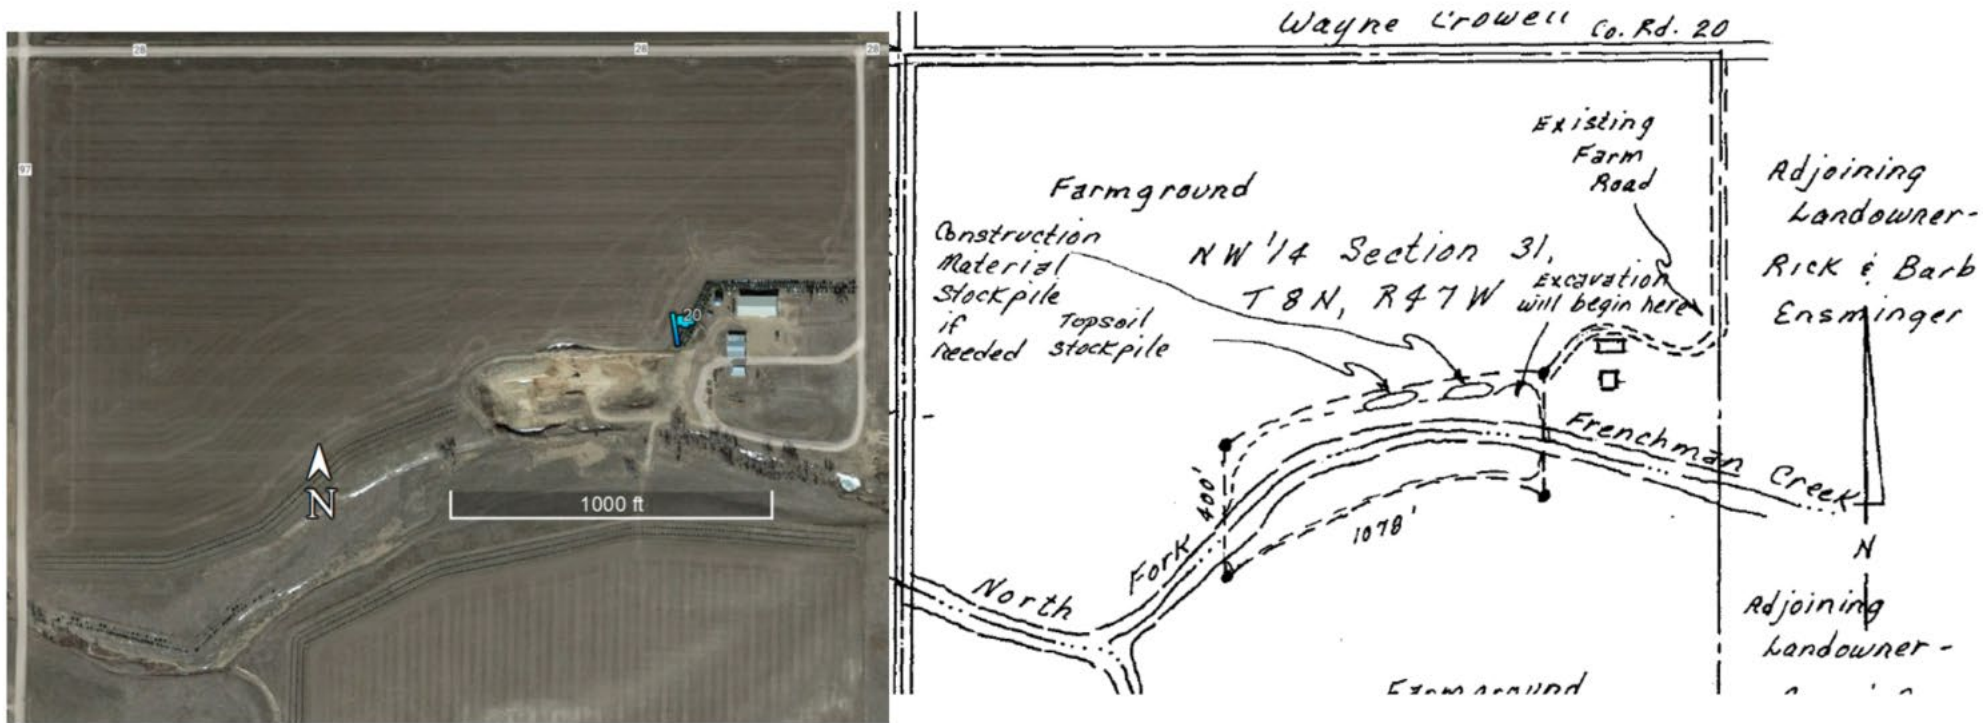 28
28
28
97
20
N
1000 ft
Wayne Crowell
Co. Rd. 20
Existing
Farm
Road
Adjoining
Landowner-
Rick & Barb
Ensminger
Farmground
Construction
Material
Stockpile
if
needed
Topsoil
Stockpile
NW 1/4 Section 31,
T 8 N, R 47 W
Excavation
will begin here
Frenchman Creek
400'
1078'
North Fork
N
Adjoining
Landowner-
Farmground